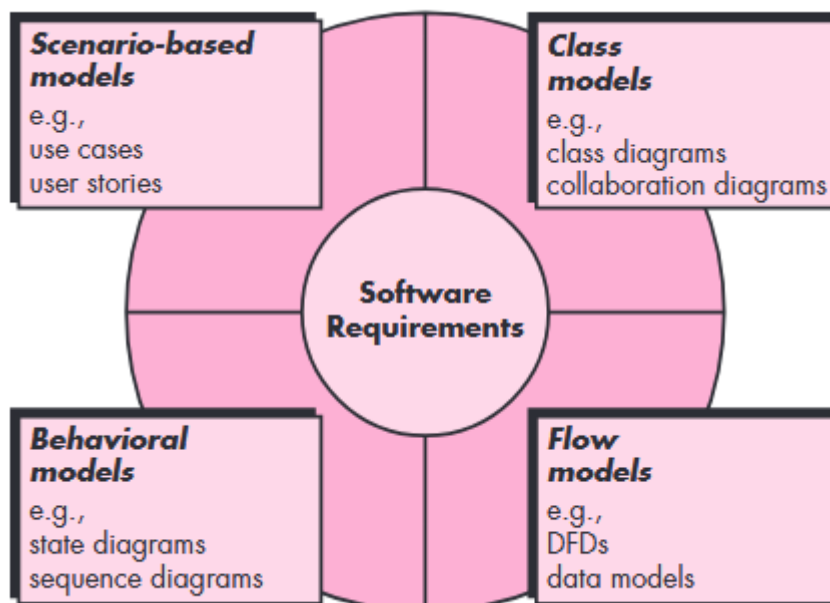 Scenario-based
models
e.g.,
use cases
user stories
Class
models
e.g.,
class diagrams
collaboration diagrams
Software
Requirements
Behavioral
models
e.g.,
state diagrams
sequence diagrams
Flow
models
e.g.,
DFDs
data models